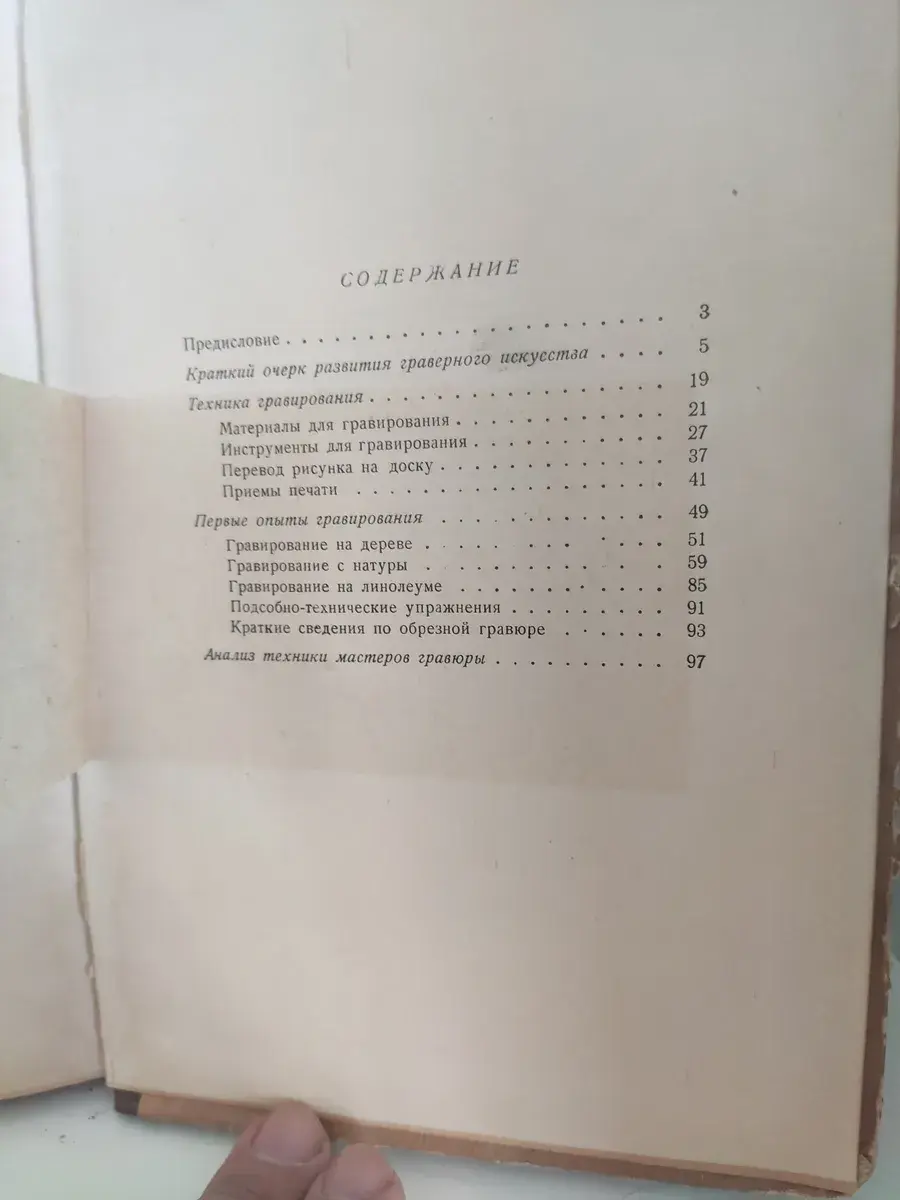 СОДЕРЖАНИЕ
Предисловие . . . . . . . . . . . . . . . . . . . . 3
Краткий очерк развития граверного искусства . . . . 5
Техника гравирования . . . . . . . . . . . . . . . . 19
Материалы для гравирования . . . . . . . . . . . 21
Инструменты для гравирования . . . . . . . . . . 27
Перевод рисунка на доску . . . . . . . . . . . . 37
Приемы печати . . . . . . . . . . . . . . . . 41
Первые опыты гравирования . . . . . . . . . . . . 49
Гравирование на дереве . . . . . . . . . . . 51
Гравирование с натуры . . . . . . . . . . . 59
Гравирование на линолеуме . . . . . . . . . . 85
Подсобно-технические упражнения . . . . . . . . 91
Краткие сведения по обрезной гравюре . . . . . 93
Анализ техники мастеров гравюры . . . . . . . . . 97